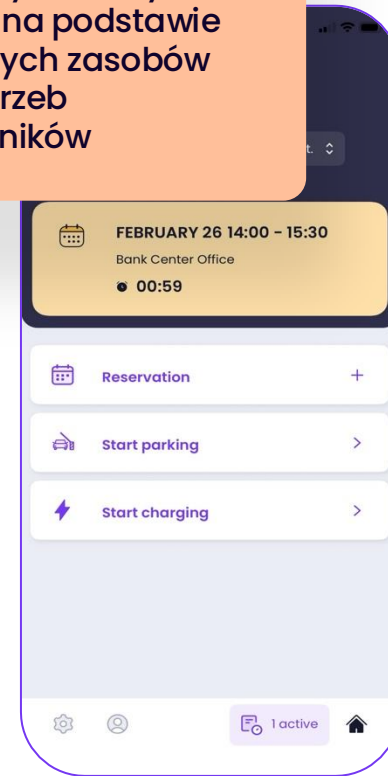 na podstawie
ych zasobów
rzeb
ników
t.
FEBRUARY 26 14:00 - 15:30
Bank Center Office
00:59
Reservation
Start parking
Start charging
1 active